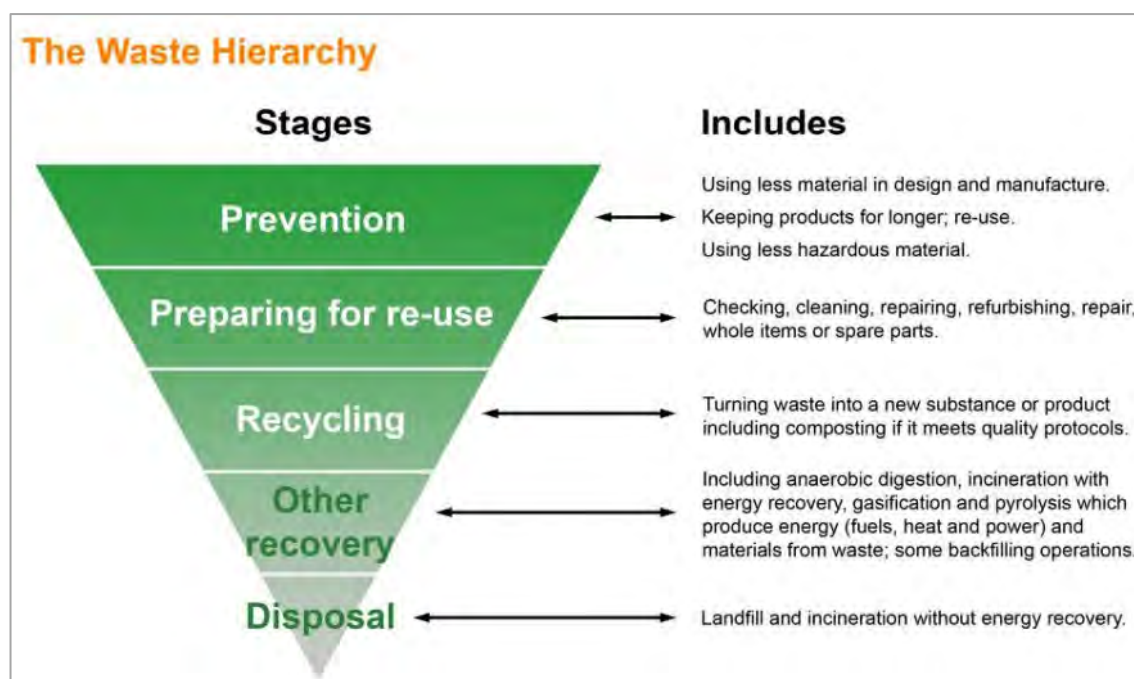 The Waste Hierarchy
Stages
Includes
Prevention
Using less material in design and manufacture.
Keeping products for longer; re-use.
Using less hazardous material.
Preparing for re-use
Checking, cleaning, repairing, refurbishing, repair,
whole items or spare parts.
Recycling
Turning waste into a new substance or product
including composting if it meets quality protocols.
Other
recovery
Including anaerobic digestion, incineration with
energy recovery, gasification and pyrolysis which
produce energy (fuels, heat and power) and
materials from waste; some backfilling operations.
Disposal
Landfill and incineration without energy recovery.